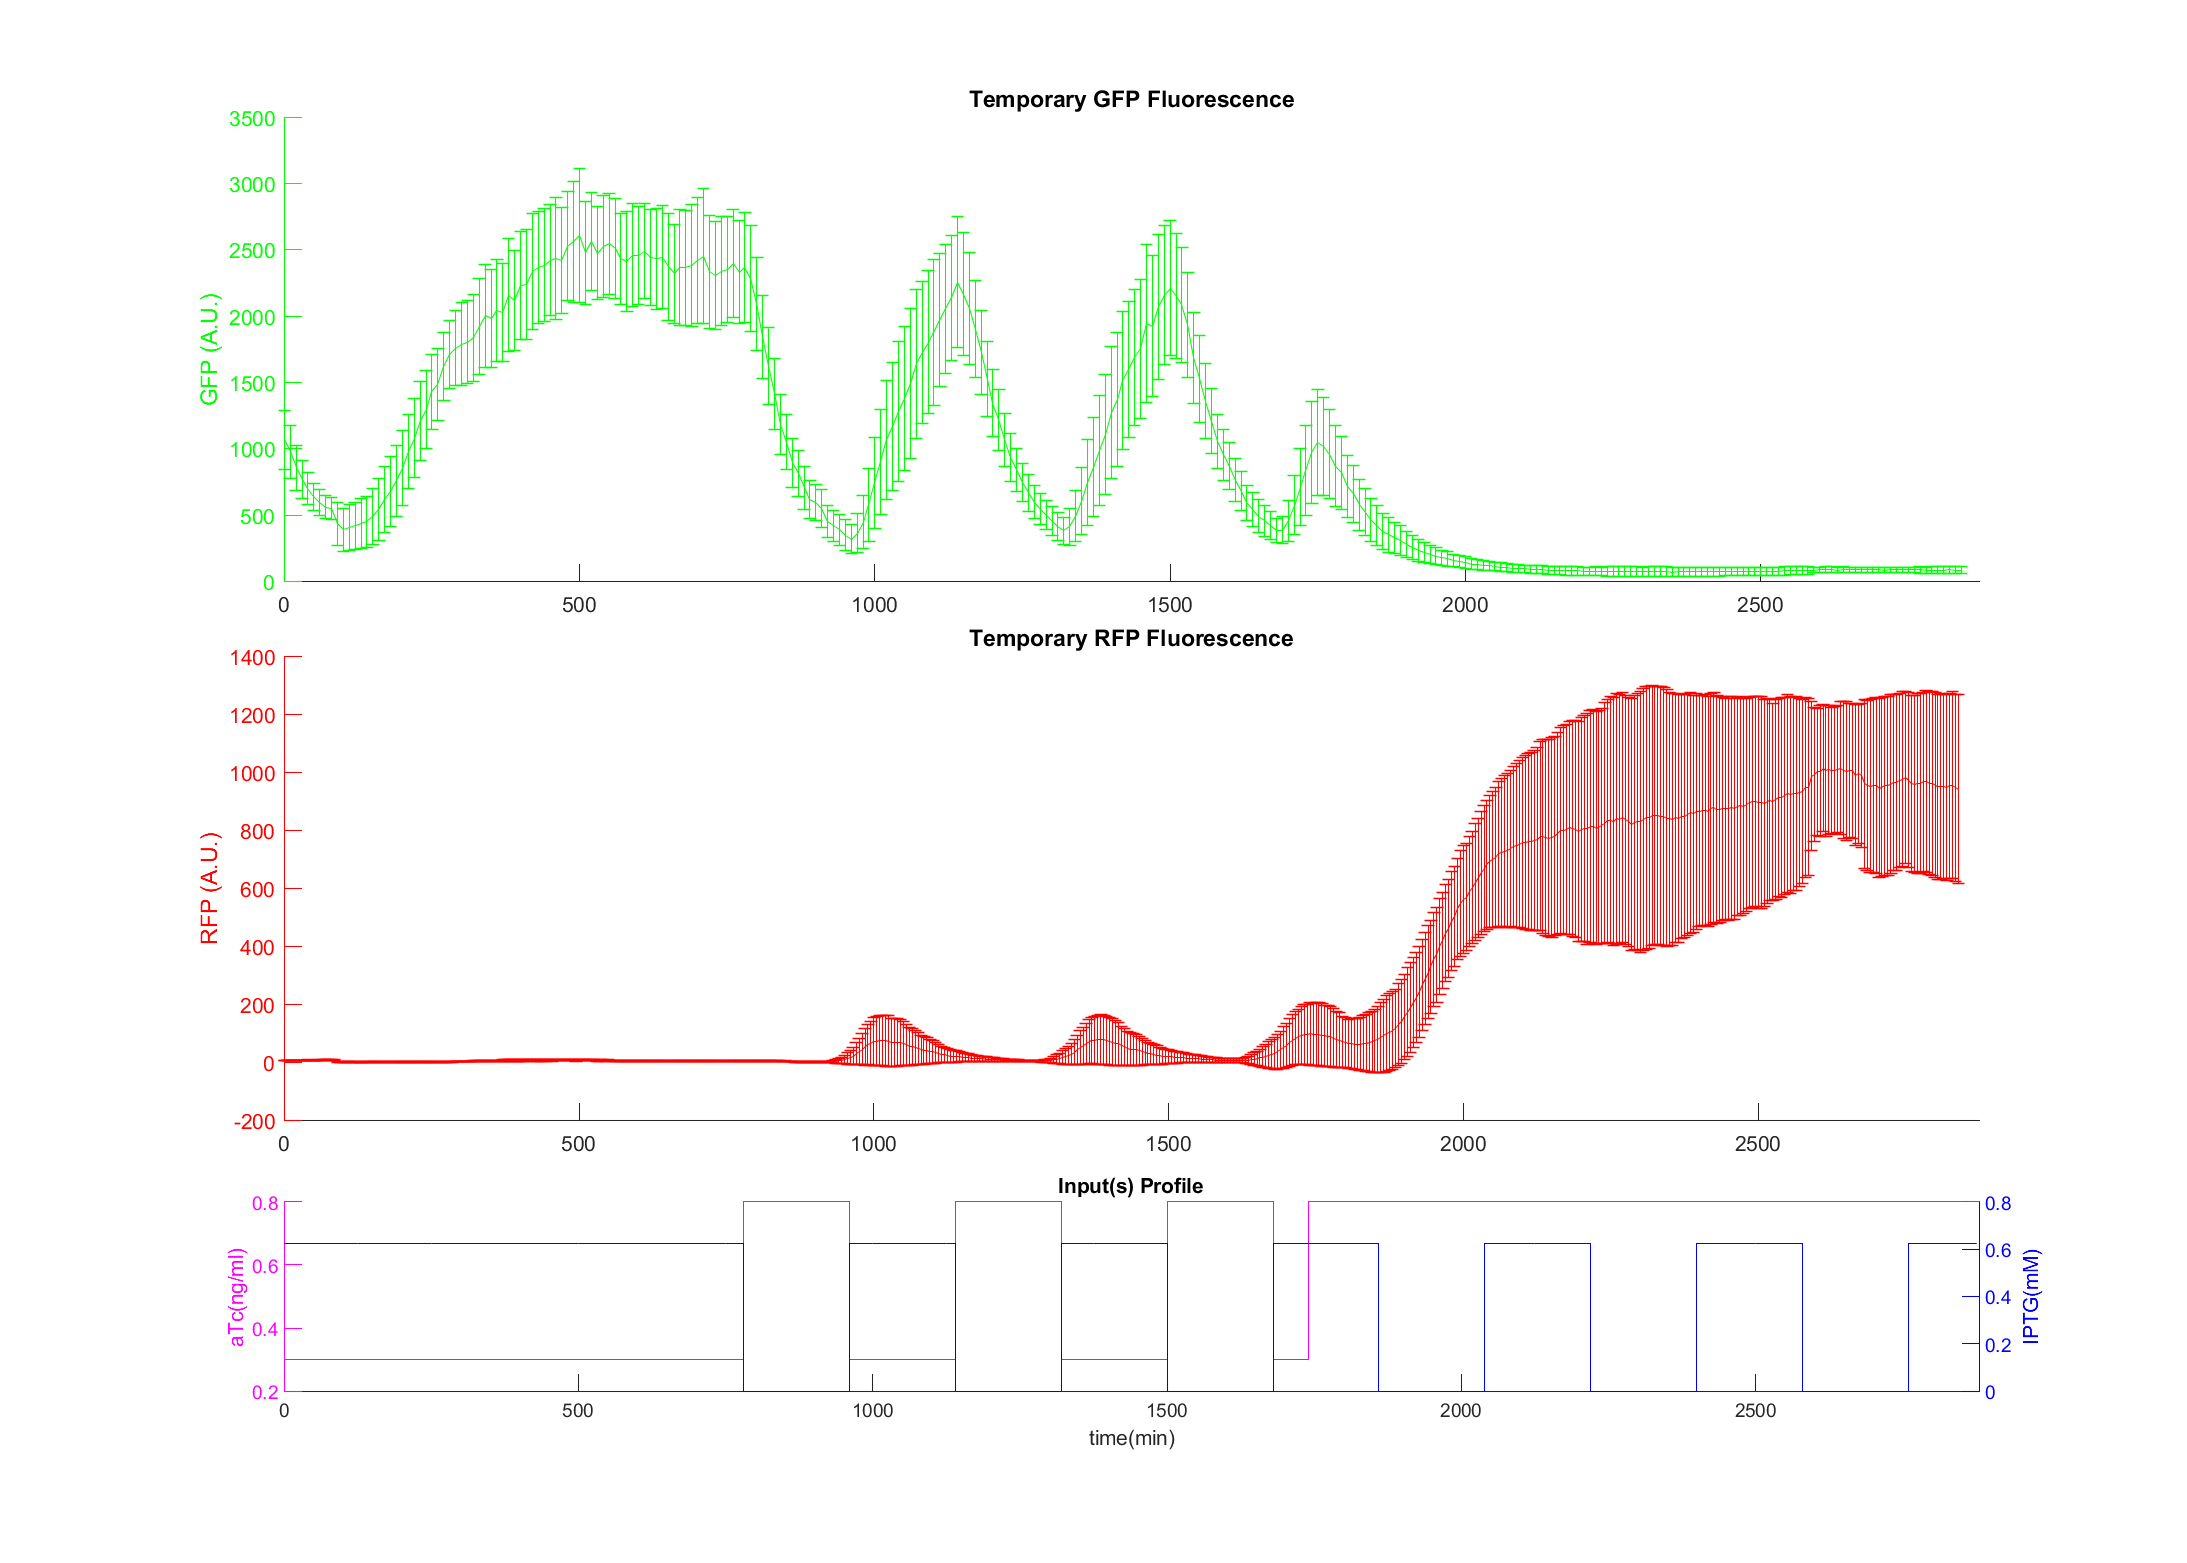 Temporary GFP Fluorescence
GFP (A.U.)
3500
3000
2500
2000
1500
1000
500
0
0 500 1000 1500 2000 2500
Temporary RFP Fluorescence
RFP (A.U.)
1400
1200
1000
800
600
400
200
0
-200
0 500 1000 1500 2000 2500
Input(s) Profile
aTc(ng/ml)
0.8
0.6
0.4
0.2
IPTG(mM)
0.8
0.6
0.4
0.2
0
0 500 1000 1500 2000 2500
time(min)